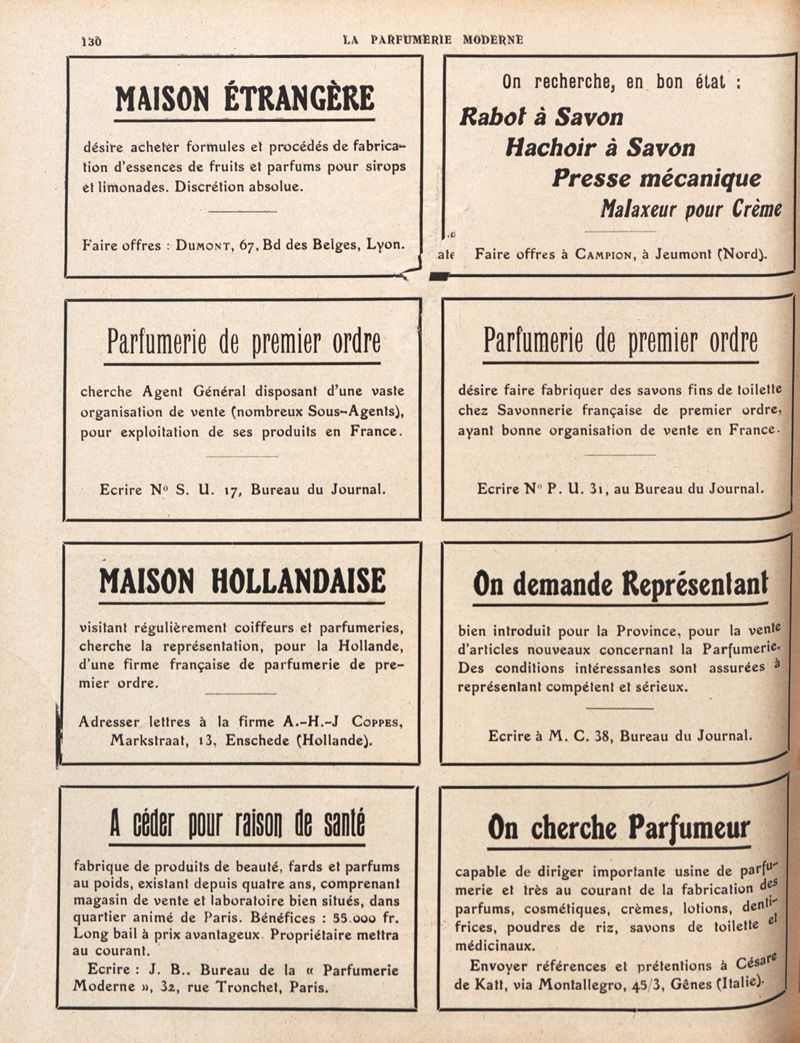 130
LA PARFUMERIE MODERNE
MAISON ÉTRANGÈRE
désire acheter formules et procédés de fabrica-
tion d'essences de fruits et parfums pour sirops
et limonades. Discrétion absolue.
Faire offres : DUMONT, 67, Bd des Belges, Lyon.
On recherche, en bon état :
Rabot à Savon
Hachoir à Savon
Presse mécanique
Malaxeur pour Crème
Faire offres à CAMPION, à Jeumont (Nord).
Parfumerie de premier ordre
cherche Agent Général disposant d'une vaste
organisation de vente (nombreux Sous-Agents),
pour exploitation de ses produits en France.
Ecrire No S. U. 17, Bureau du Journal.
Parfumerie de premier ordre
désire faire fabriquer des savons fins de toilette
chez Savonnerie française de premier ordre,
ayant bonne organisation de vente en France.
Ecrire No P. U. 31, au Bureau du Journal.
MAISON HOLLANDAISE
visitant régulièrement coiffeurs et parfumeries,
cherche la représentation, pour la Hollande,
d'une firme française de parfumerie de pre-
mier ordre.
Adresser lettres à la firme A.-H.-J COPPES,
Markstraat, 13, Enschede (Hollande).
On demande Représentant
bien introduit pour la Province, pour la vente
d'articles nouveaux concernant la Parfumerie.
Des conditions intéressantes sont assurées à
représentant compétent et sérieux.
Ecrire à M. C. 38, Bureau du Journal.
A céder pour raison de santé
fabrique de produits de beauté, fards et parfums
au poids, existant depuis quatre ans, comprenant
magasin de vente et laboratoire bien situés, dans
quartier animé de Paris. Bénéfices : 55.000 fr.
Long bail à prix avantageux. Propriétaire mettra
au courant.
Ecrire : J. B.. Bureau de la « Parfumerie
Moderne », 32, rue Tronchet, Paris.
On cherche Parfumeur
capable de diriger importante usine de parfu-
merie et très au courant de la fabrication des
parfums, cosmétiques, crèmes, lotions, denti-
frices, poudres de riz, savons de toilette et
médicinaux.
Envoyer références et prétentions à César
de Katt, via Montallegro, 45/3, Gênes (Italie).